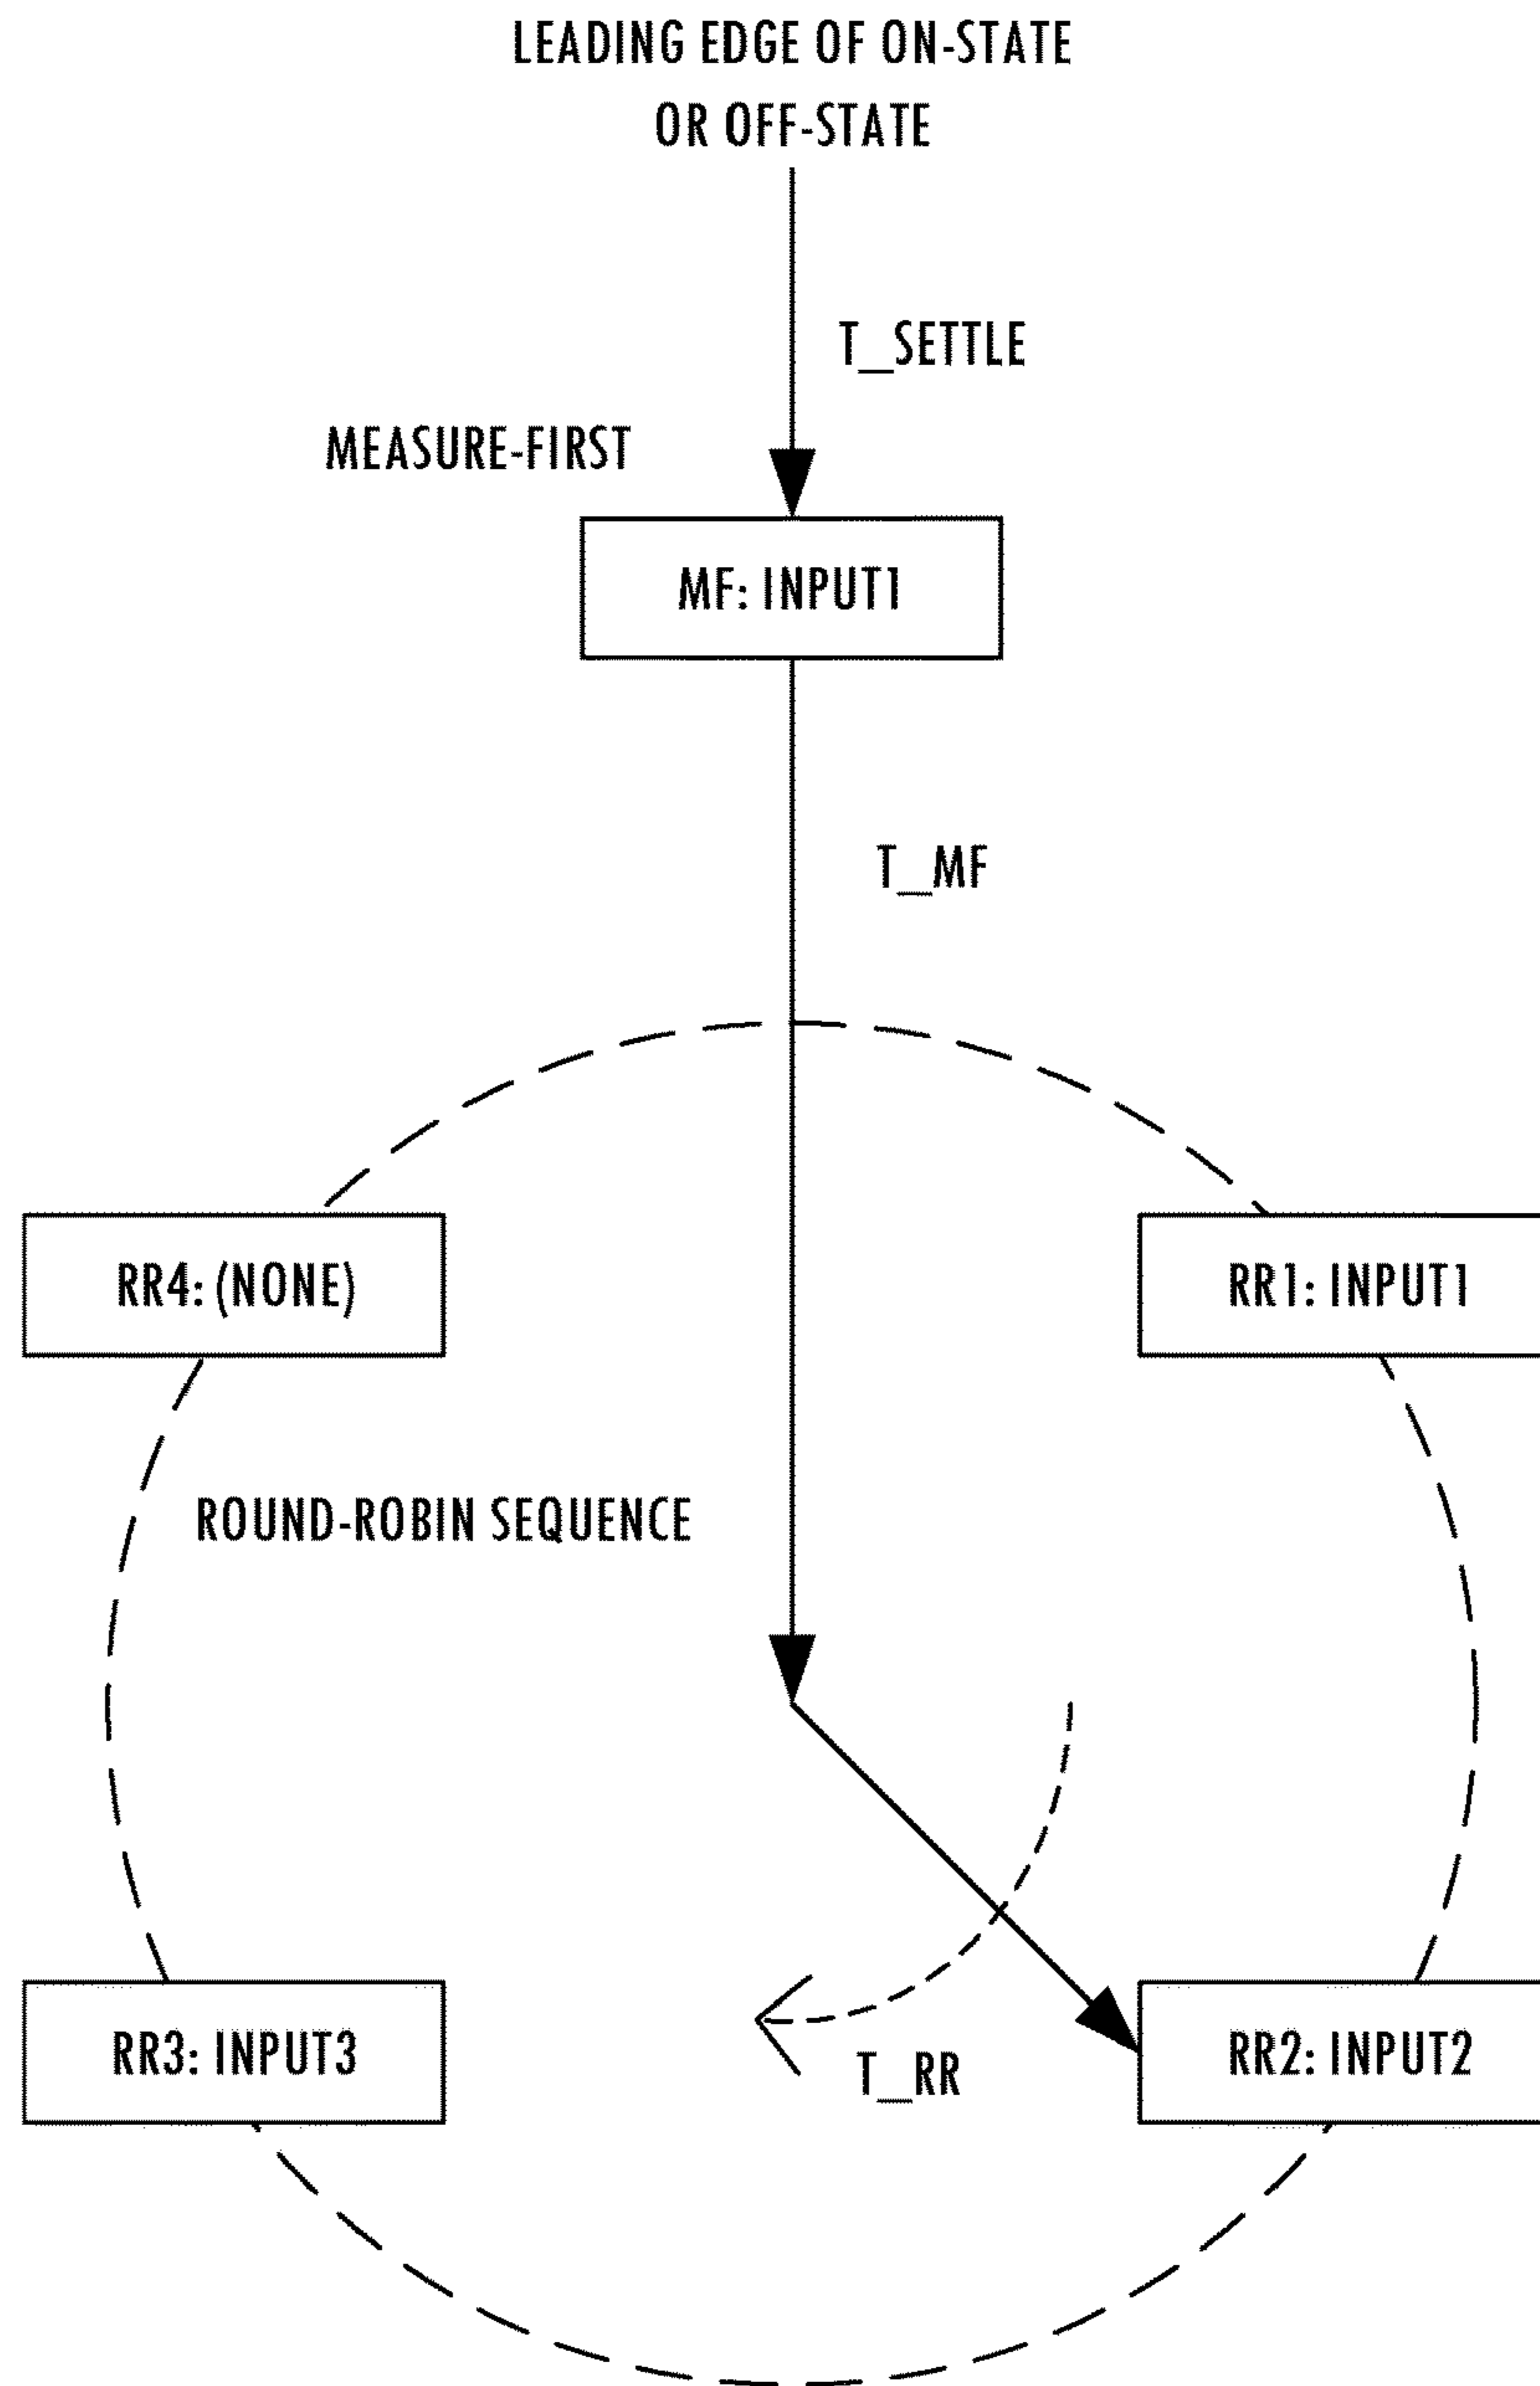 LEADING EDGE OF ON-STATE
OR OFF-STATE
T_SETTLE
MEASURE-FIRST
MF: INPUT1
T_MF
RR4: (NONE)
RR1: INPUT1
ROUND-ROBIN SEQUENCE
RR3: INPUT3
T_RR
RR2: INPUT2